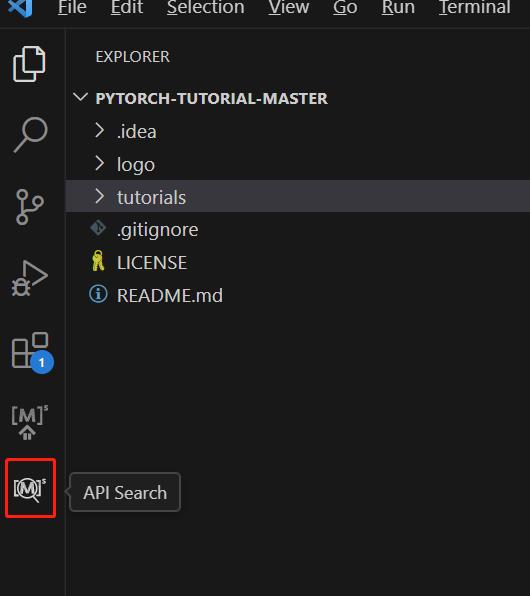 File Edit Selection View Go Run Terminal
EXPLORER
PYTORCH-TUTORIAL-MASTER
.idea
logo
tutorials
.gitignore
LICENSE
README.md
1
[M]s
[M]s
API Search